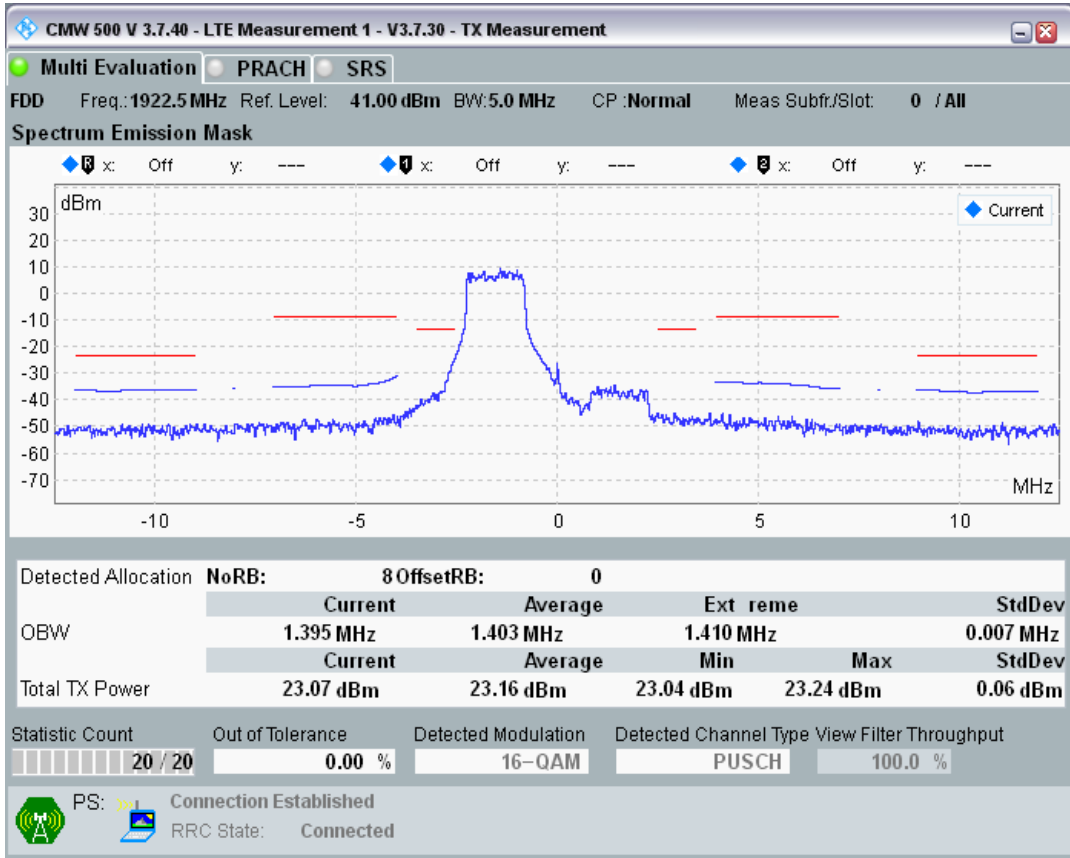 CMW 500 V 3.7.40 - LTE Measurement 1 - V3.7.30 - TX Measurement
Multi Evaluation PRACH SRS
FDD Freq.: 1922.5 MHz Ref. Level: 41.00 dBm BW: 5.0 MHz CP : Normal Meas Subfr./Slot: 0 / All
Spectrum Emission Mask
R x: Off y: --- 1 x: Off y: --- 2 x: Off y: ---
dBm
Current
30
20
10
0
-10
-20
-30
-40
-50
-60
-70
MHz
-10 -5 0 5 10
Detected Allocation NoRB: 8 OffsetRB: 0
Current Average Ext reme StdDev
OBW 1.395 MHz 1.403 MHz 1.410 MHz 0.007 MHz
Current Average Min Max StdDev
Total TX Power 23.07 dBm 23.16 dBm 23.04 dBm 23.24 dBm 0.06 dBm
Statistic Count Out of Tolerance Detected Modulation Detected Channel Type View Filter Throughput
20 / 20 0.00 % 16-QAM PUSCH 100.0 %
PS: Connection Established
RRC State: Connected